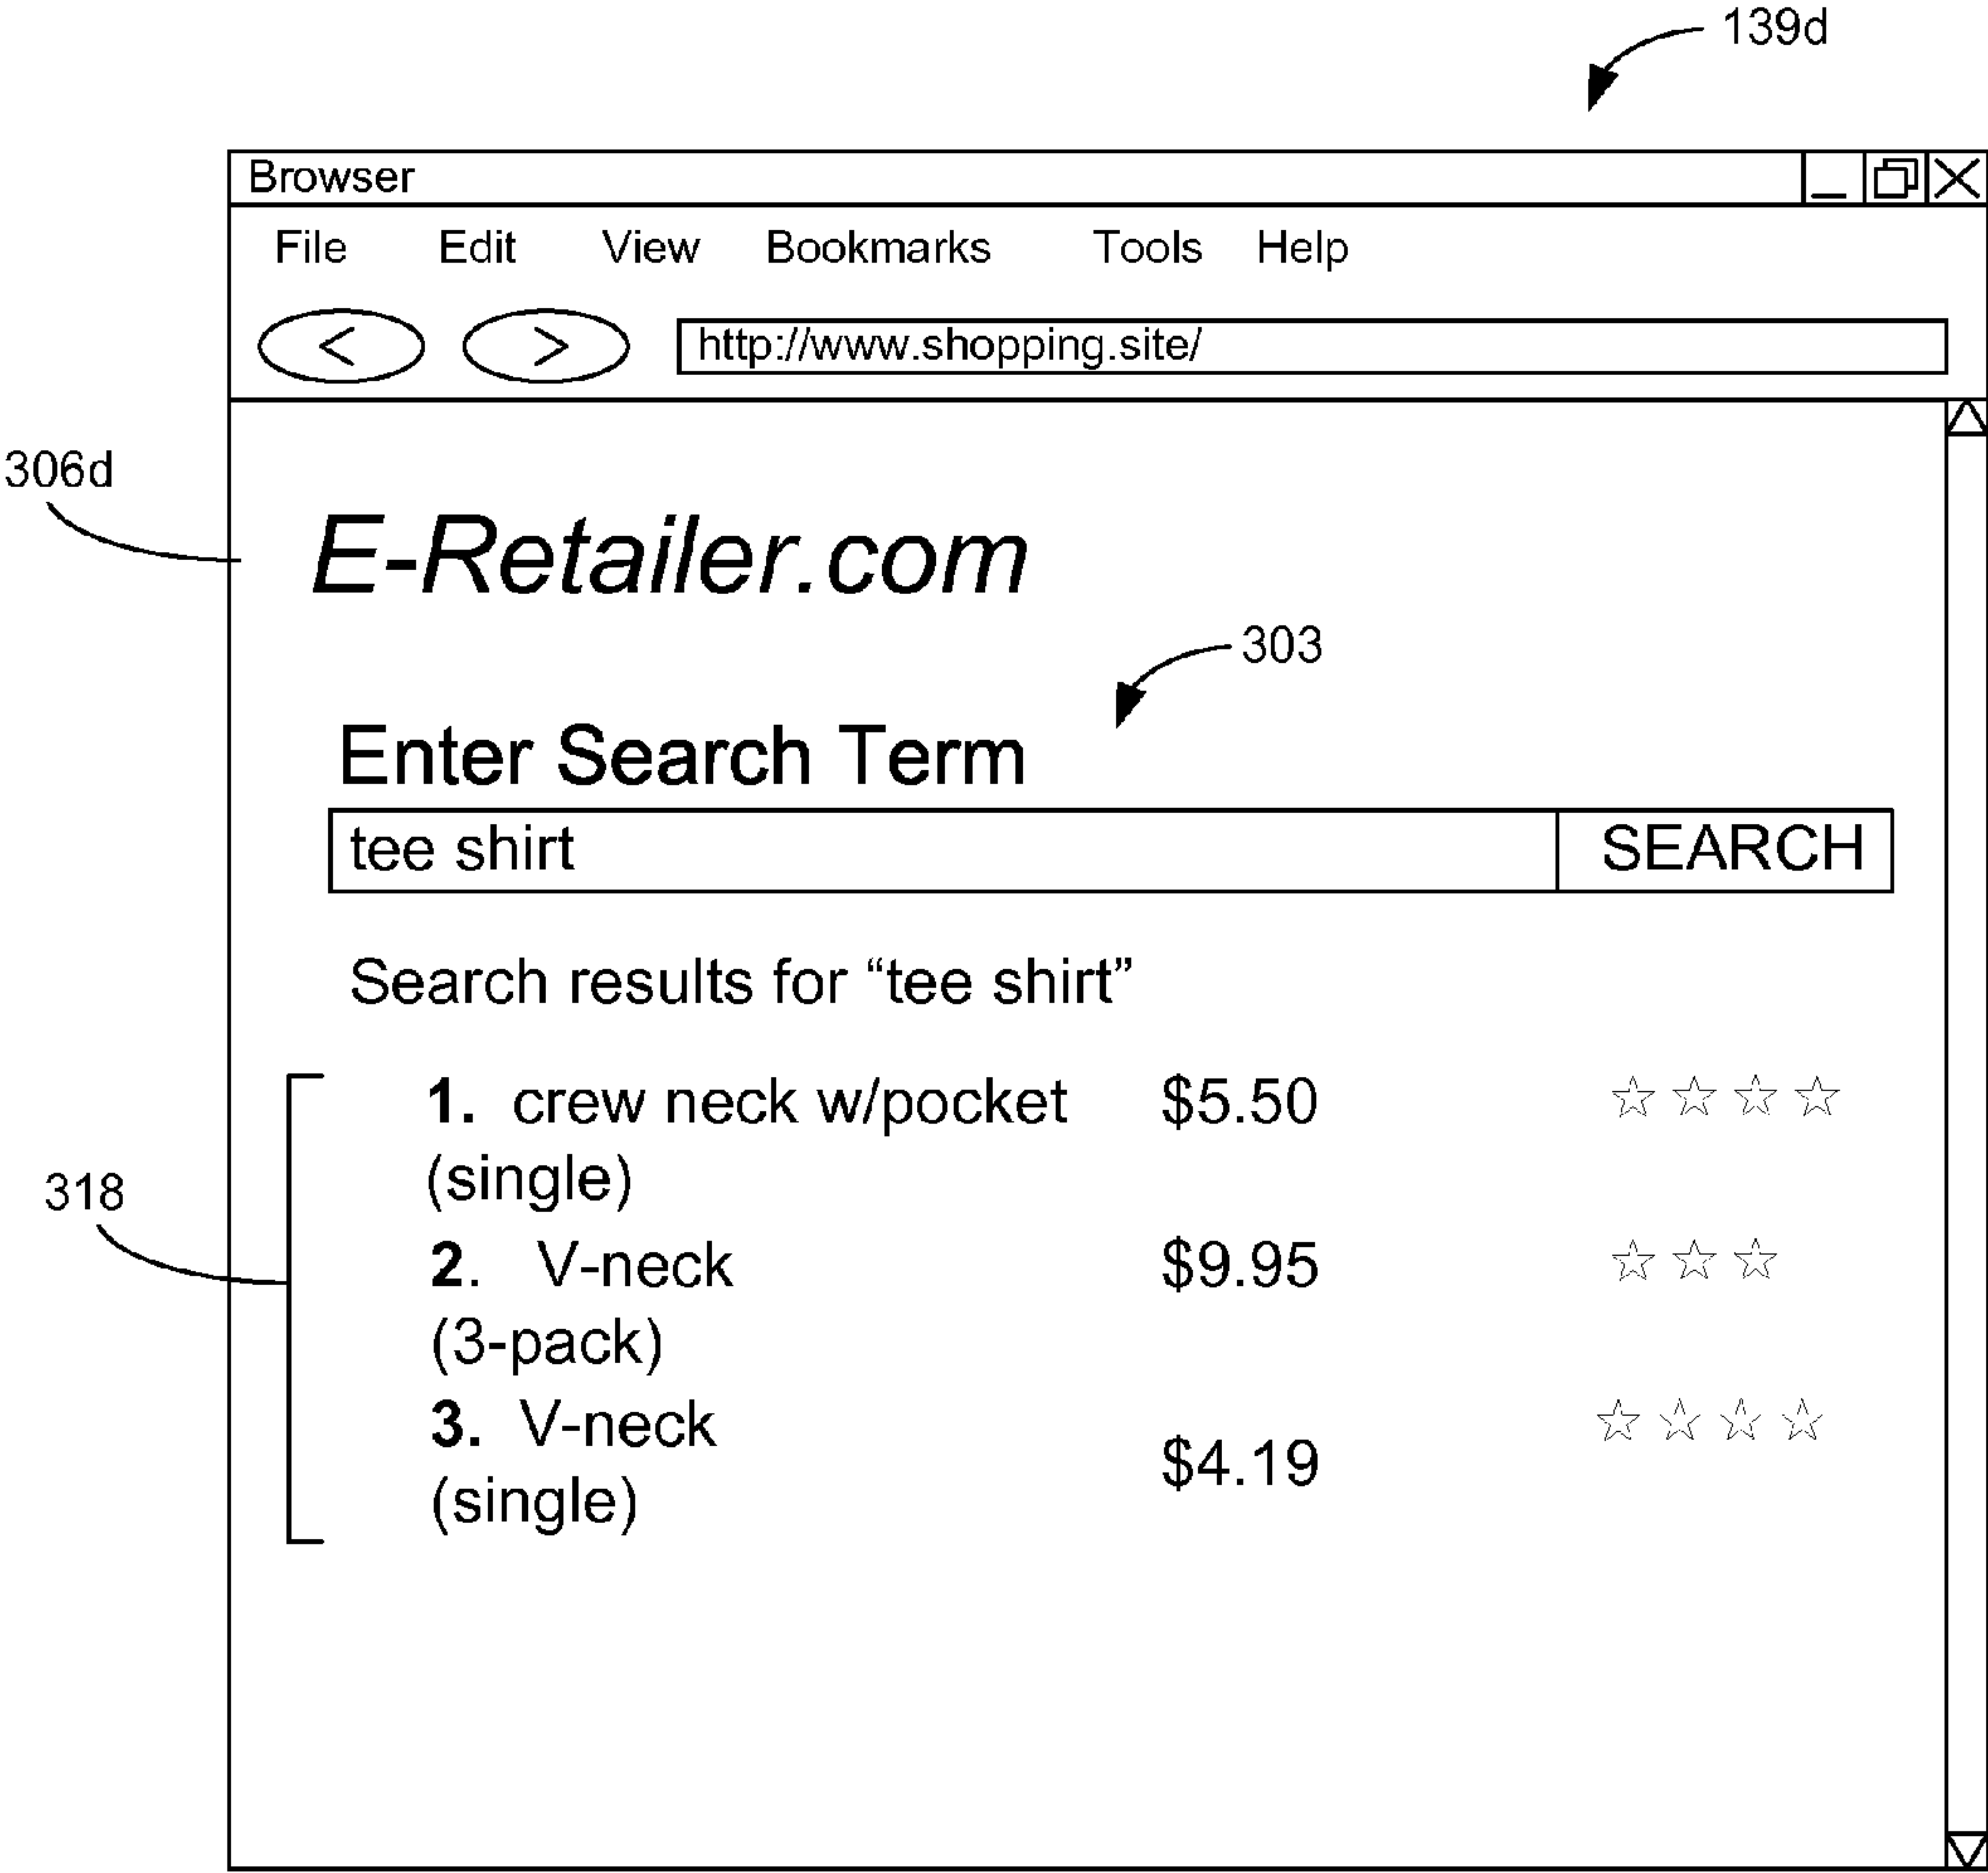 139d
Browser
File Edit View Bookmarks Tools Help
< > http://www.shopping.site/
306d
E-Retailer.com
303
Enter Search Term
tee shirt SEARCH
Search results for “tee shirt”
1. crew neck w/pocket $5.50 ☆ ☆ ☆ ☆
(single)
318
2. V-neck $9.95 ☆ ☆ ☆
(3-pack)
3. V-neck ☆ ☆ ☆ ☆
$4.19
(single)